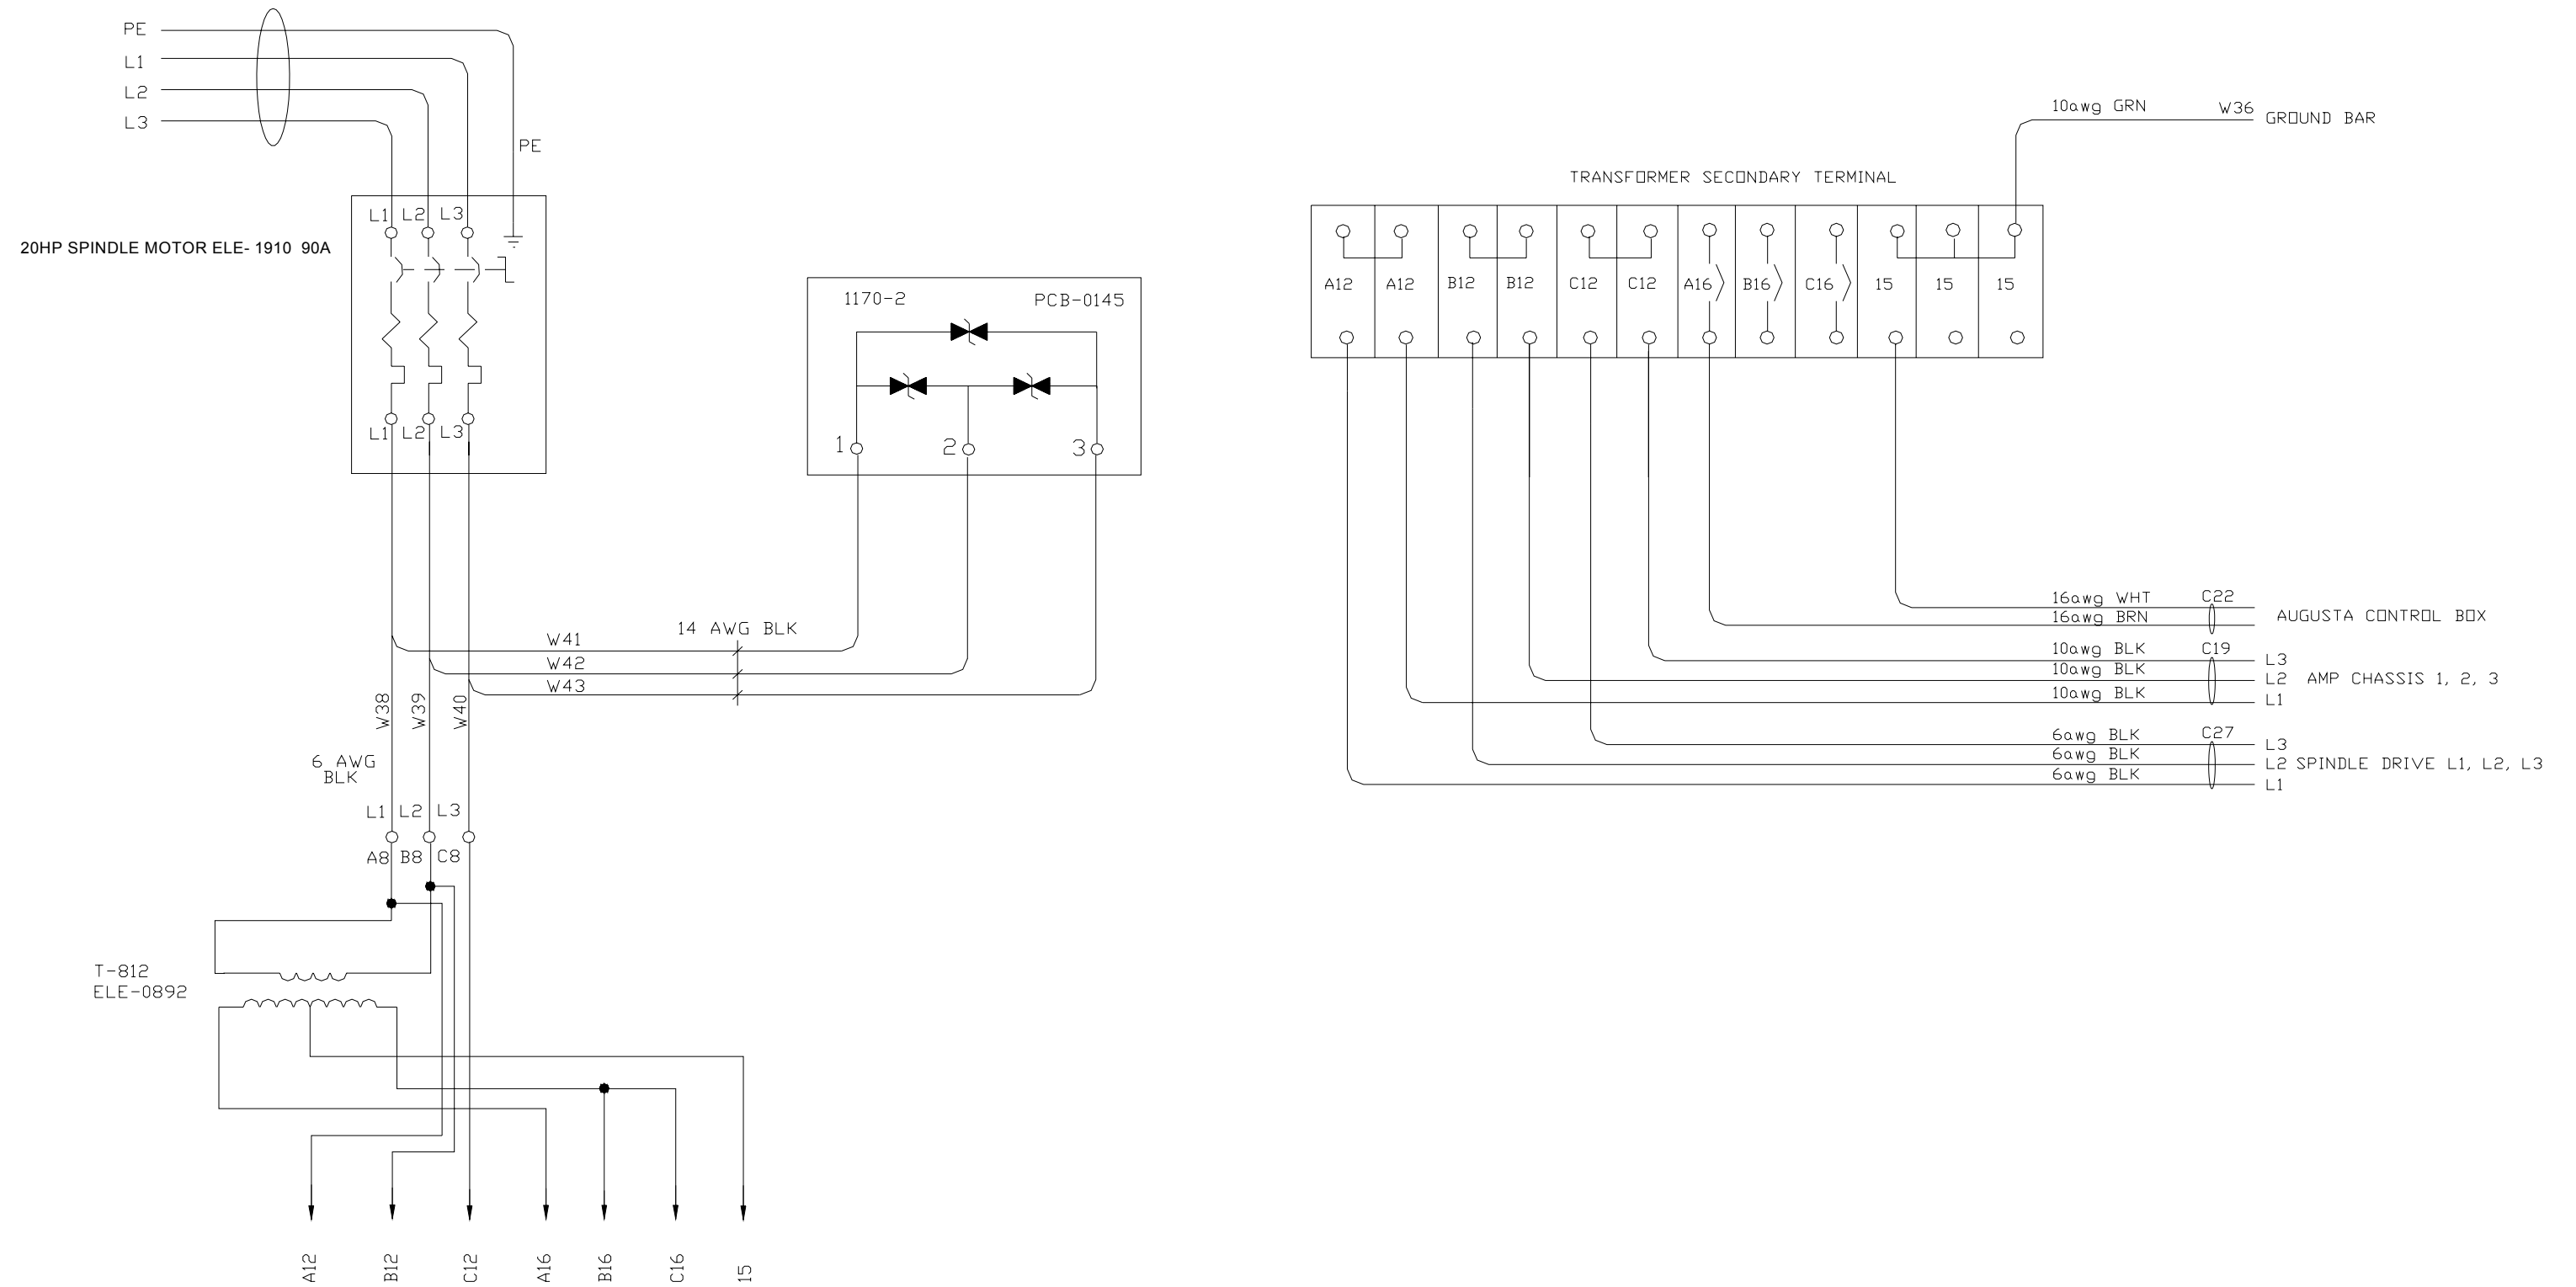 PE
L1
L2
L3
PE
20HP SPINDLE MOTOR ELE- 1910  90A
L1 L2 L3
L1 L2 L3
1170-2 PCB-0145
1 2 3
14 AWG BLK
W41
W42
W43
W38 W39 W40
6 AWG
BLK
L1 L2 L3
A8 B8 C8
T-812
ELE-0892
A12 B12 C12 A16 B16 C16 15
10awg GRN W36 GROUND BAR
TRANSFORMER SECONDARY TERMINAL
A12 A12 B12 B12 C12 C12 A16 B16 C16 15 15 15
16awg WHT C22
16awg BRN AUGUSTA CONTROL BOX
10awg BLK C19 L3
10awg BLK L2 AMP CHASSIS 1, 2, 3
10awg BLK L1
6awg BLK C27 L3
6awg BLK L2 SPINDLE DRIVE L1, L2, L3
6awg BLK L1